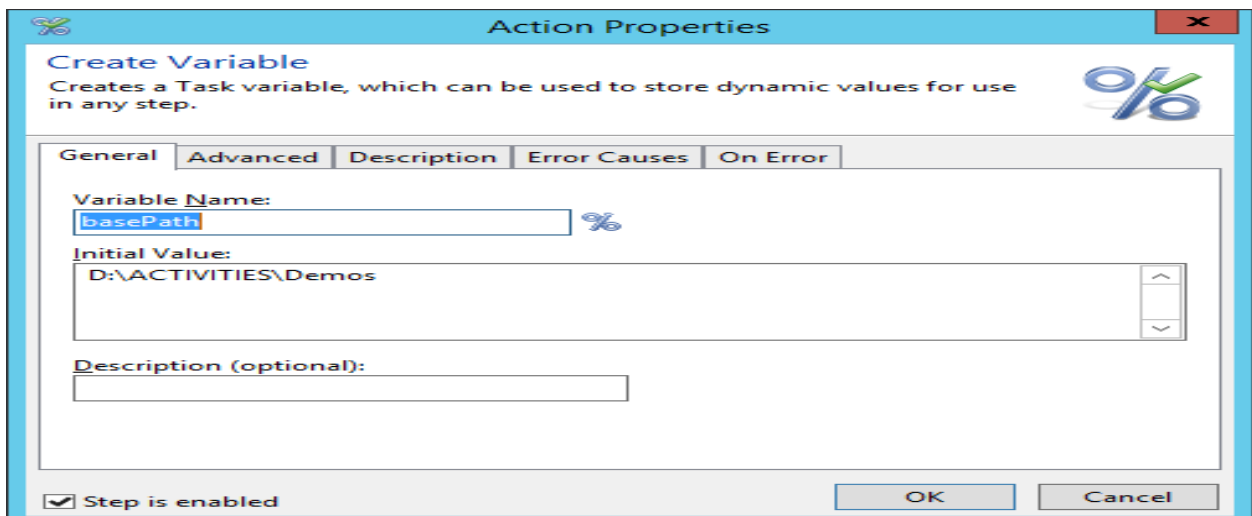 Action Properties
Create Variable
Creates a Task variable, which can be used to store dynamic values for use
in any step.
General Advanced Description Error Causes On Error
Variable Name:
basePath
Initial Value:
D:\ACTIVITIES\Demos
Description (optional):
Step is enabled OK Cancel